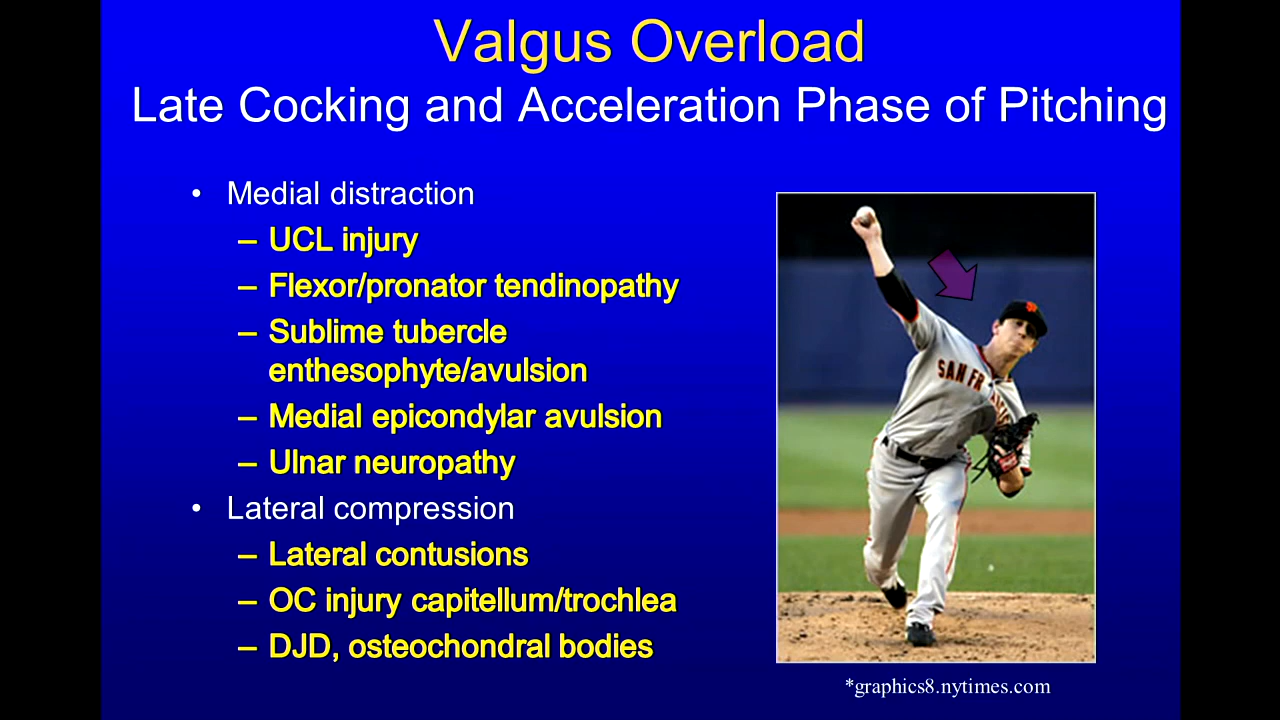 Valgus Overload
Late Cocking and Acceleration Phase of Pitching
• Medial distraction
– UCL injury
– Flexor/pronator tendinopathy
– Sublime tubercle
enthesophyte/avulsion
– Medial epicondylar avulsion
– Ulnar neuropathy
• Lateral compression
– Lateral contusions
– OC injury capitellum/trochlea
– DJD, osteochondral bodies
SAN FR
*graphics8.nytimes.com